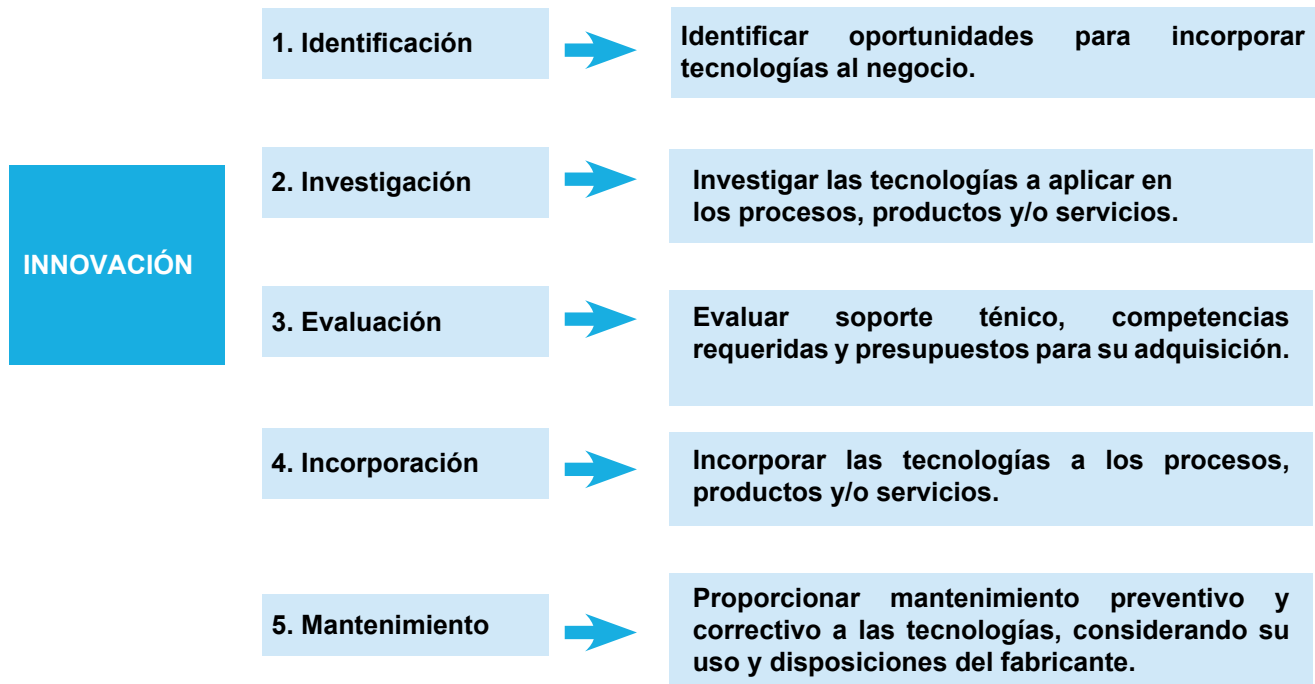 1. Identificación
Identificar oportunidades para incorporar
tecnologías al negocio.
2. Investigación
Investigar las tecnologías a aplicar en
los procesos, productos y/o servicios.
INNOVACIÓN
3. Evaluación
Evaluar soporte ténico, competencias
requeridas y presupuestos para su adquisición.
4. Incorporación
Incorporar las tecnologías a los procesos,
productos y/o servicios.
5. Mantenimiento
Proporcionar mantenimiento preventivo y
correctivo a las tecnologías, considerando su
uso y disposiciones del fabricante.